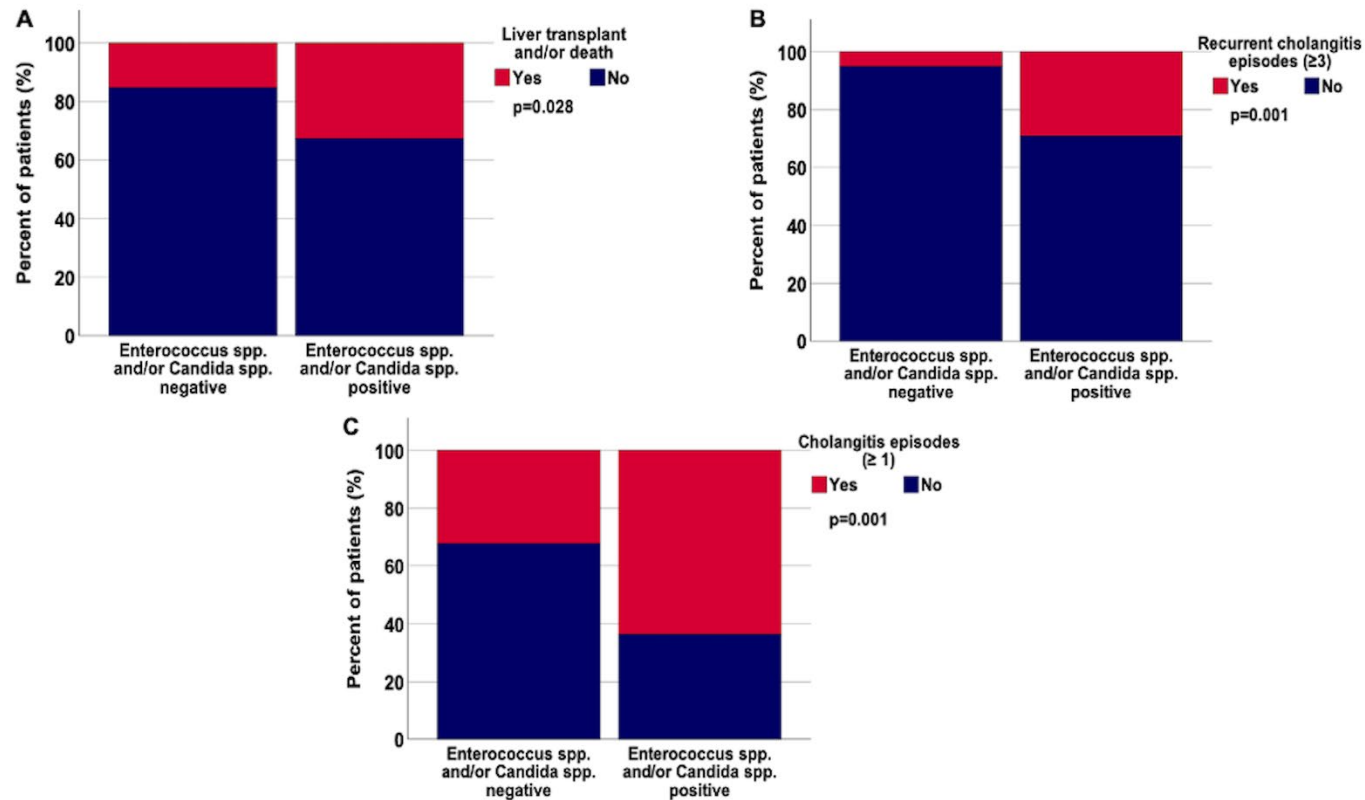 A
Liver transplant
and/or death
Yes No
p=0.028
Percent of patients (%)
100
80
60
40
20
0
Enterococcus spp.
and/or Candida spp.
negative
Enterococcus spp.
and/or Candida spp.
positive
B
Recurrent cholangitis
episodes (≥3)
Yes No
p=0.001
Percent of patients (%)
100
80
60
40
20
0
Enterococcus spp.
and/or Candida spp.
negative
Enterococcus spp.
and/or Candida spp.
positive
C
Cholangitis episodes
(≥ 1)
Yes No
p=0.001
Percent of patients (%)
100
80
60
40
20
0
Enterococcus spp.
and/or Candida spp.
negative
Enterococcus spp.
and/or Candida spp.
positive